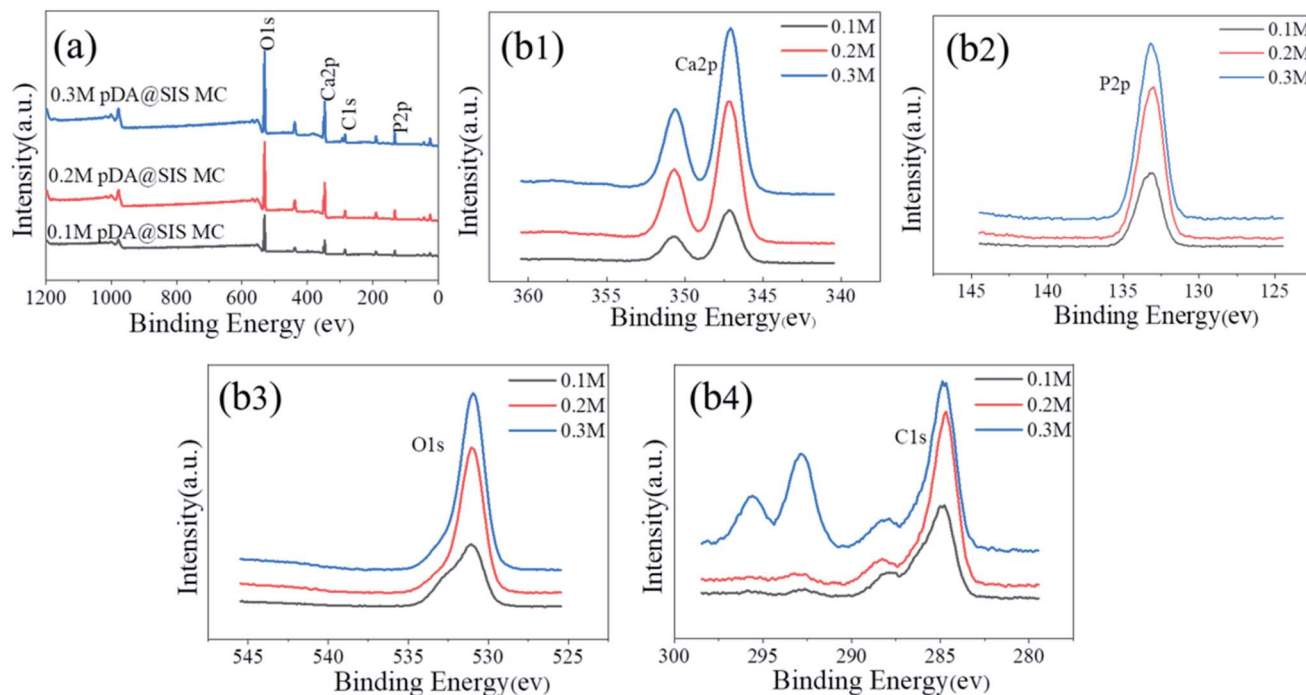 (a)
O1s
Ca2p
C1s
P2p
0.3M pDA@SIS MC
0.2M pDA@SIS MC
0.1M pDA@SIS MC
Intensity(a.u.)
1200 1000 800 600 400 200 0
Binding Energy (ev)
(b1)
0.1M
0.2M
0.3M
Ca2p
Intensity(a.u.)
360 355 350 345 340
Binding Energy(ev)
(b2)
0.1M
0.2M
0.3M
P2p
Intensity(a.u.)
145 140 135 130 125
Binding Energy(ev)
(b3)
0.1M
0.2M
0.3M
O1s
Intensity(a.u.)
545 540 535 530 525
Binding Energy(ev)
(b4)
0.1M
0.2M
0.3M
C1s
Intensity(a.u.)
300 295 290 285 280
Binding Energy(ev)